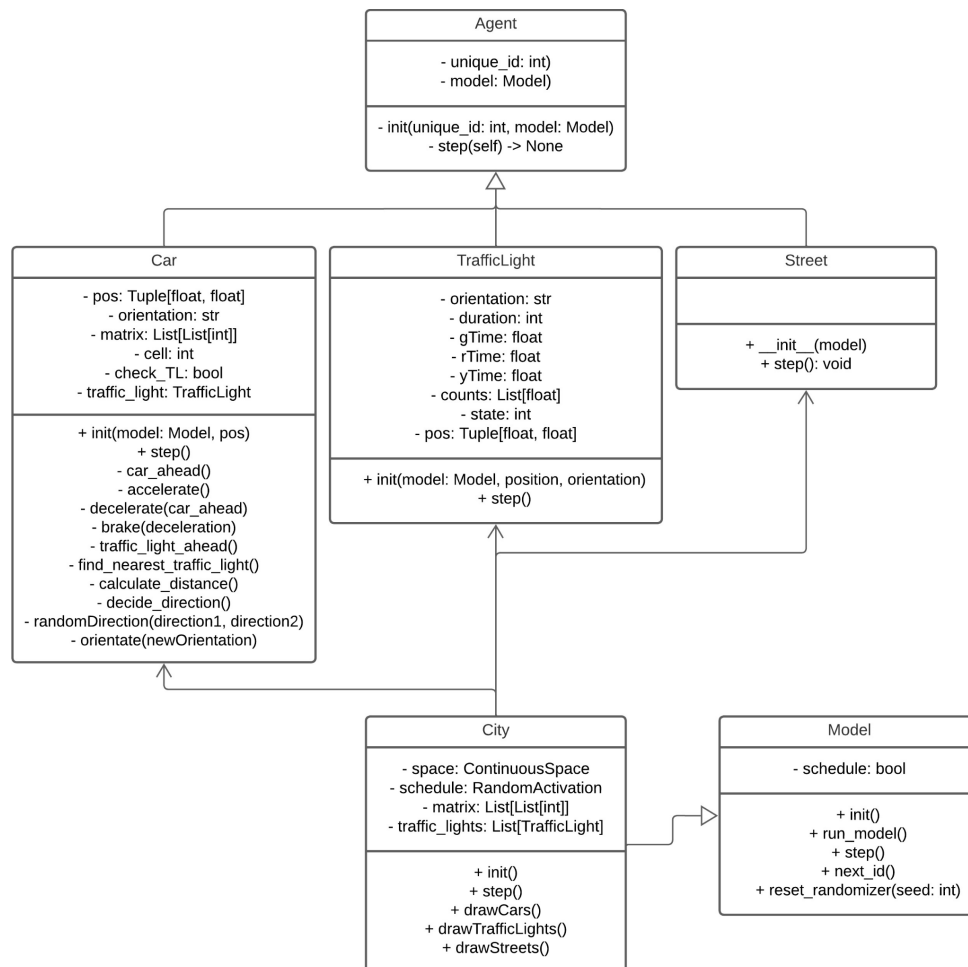 Agent
- unique_id: int)
- model: Model)
- init(unique_id: int, model: Model)
- step(self) -> None
Car
- pos: Tuple[float, float]
- orientation: str
- matrix: List[List[int]]
- cell: int
- check_TL: bool
- traffic_light: TrafficLight
+ init(model: Model, pos)
+ step()
- car_ahead()
- accelerate()
- decelerate(car_ahead)
- brake(deceleration)
- traffic_light_ahead()
- find_nearest_traffic_light()
- calculate_distance()
- decide_direction()
- randomDirection(direction1, direction2)
- orientate(newOrientation)
TrafficLight
- orientation: str
- duration: int
- gTime: float
- rTime: float
- yTime: float
- counts: List[float]
- state: int
- pos: Tuple[float, float]
+ init(model: Model, position, orientation)
+ step()
Street
+ __init__(model)
+ step(): void
City
- space: ContinuousSpace
- schedule: RandomActivation
- matrix: List[List[int]]
- traffic_lights: List[TrafficLight]
+ init()
+ step()
+ drawCars()
+ drawTrafficLights()
+ drawStreets()
Model
- schedule: bool
+ init()
+ run_model()
+ step()
+ next_id()
+ reset_randomizer(seed: int)